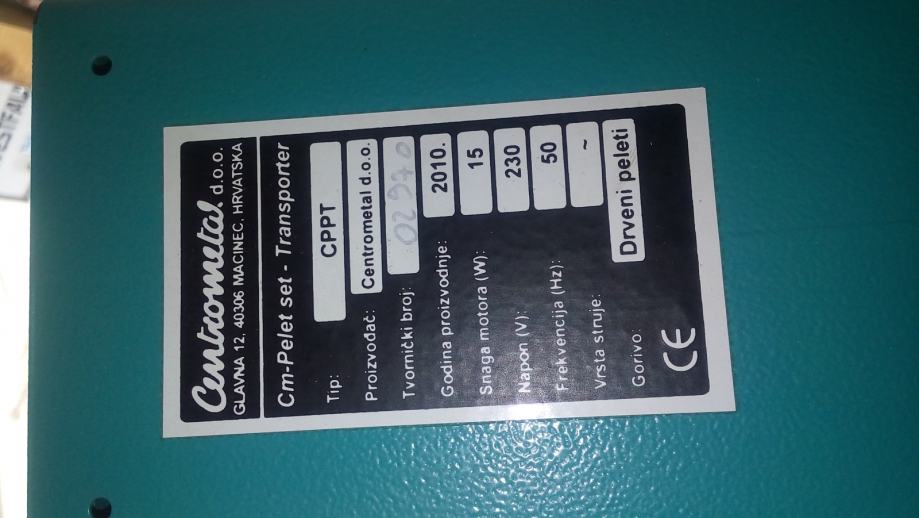 Centrometal d.o.o.
GLAVNA 12, 40306 MACINEC, HRVATSKA
Cm-Pelet set - Transporter
Tip: CPPT
Proizvođač: Centrometal d.o.o.
Tvornički broj: 02970
Godina proizvodnje: 2010.
Snaga motora (W): 15
Napon (V): 230
Frekvencija (Hz): 50
Vrsta struje: ~
Gorivo: Drveni peleti
CE